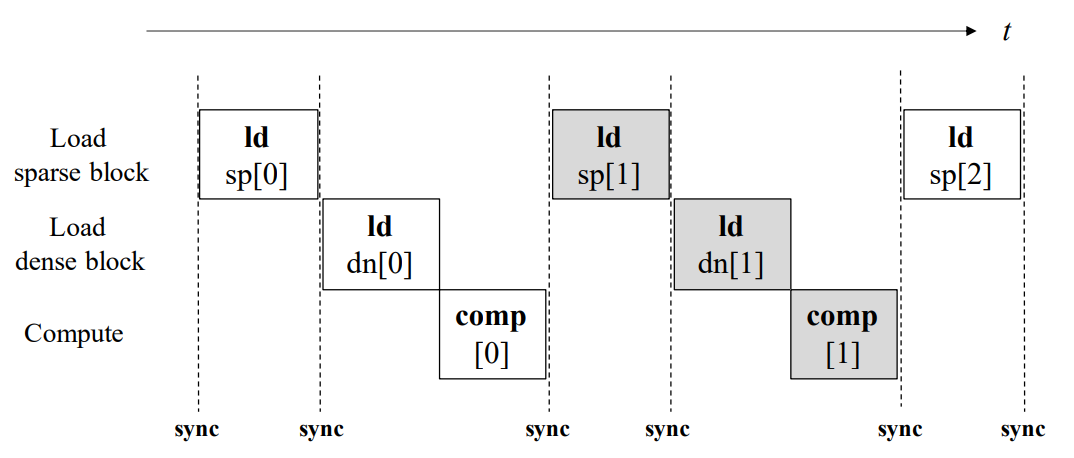 t
Load
sparse block
ld
sp[0]
ld
sp[1]
ld
sp[2]
Load
dense block
ld
dn[0]
ld
dn[1]
Compute
comp
[0]
comp
[1]
sync
sync
sync
sync
sync
sync